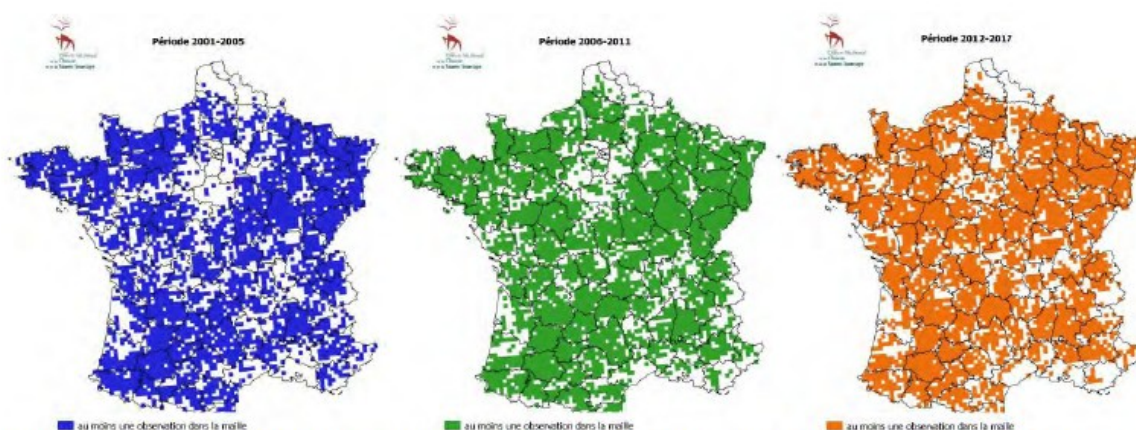 Période 2001-2005
Période 2006-2011
Période 2012-2017
au moins une observation dans la maille
au moins une observation dans la maille
au moins une observation dans la maille